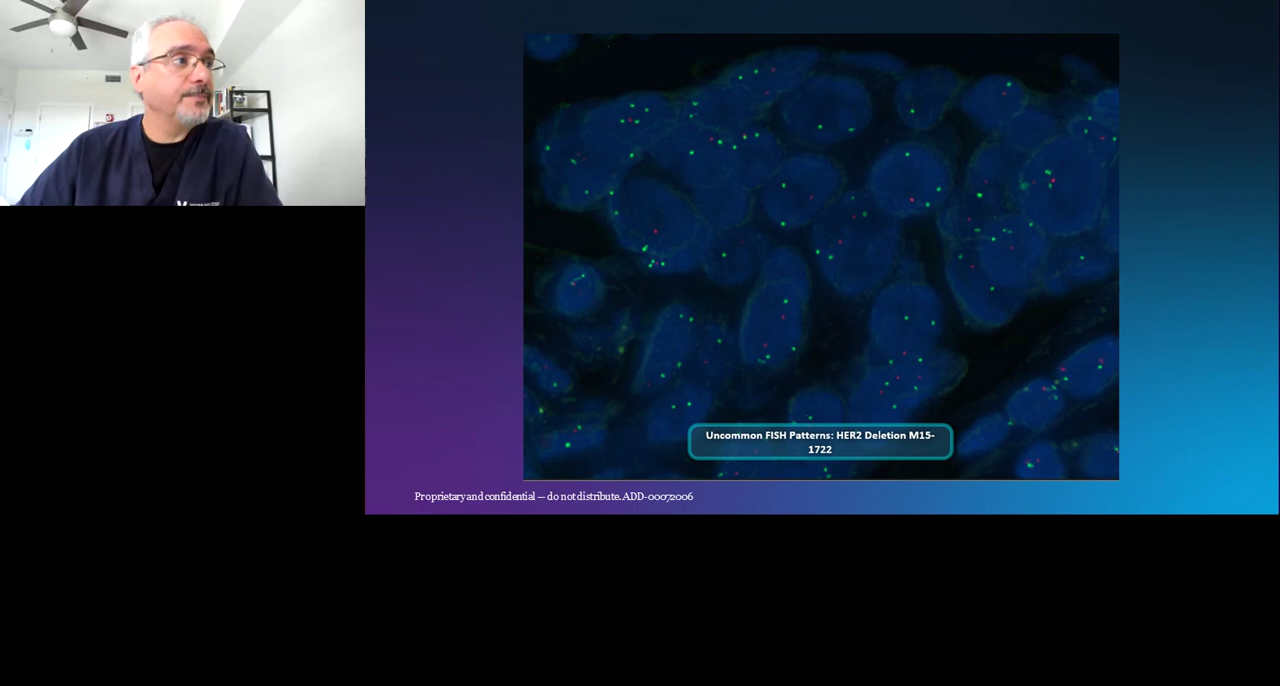 Uncommon FISH Patterns: HER2 Deletion M15-
1722
Proprietary and confidential — do not distribute. ADD-00072006